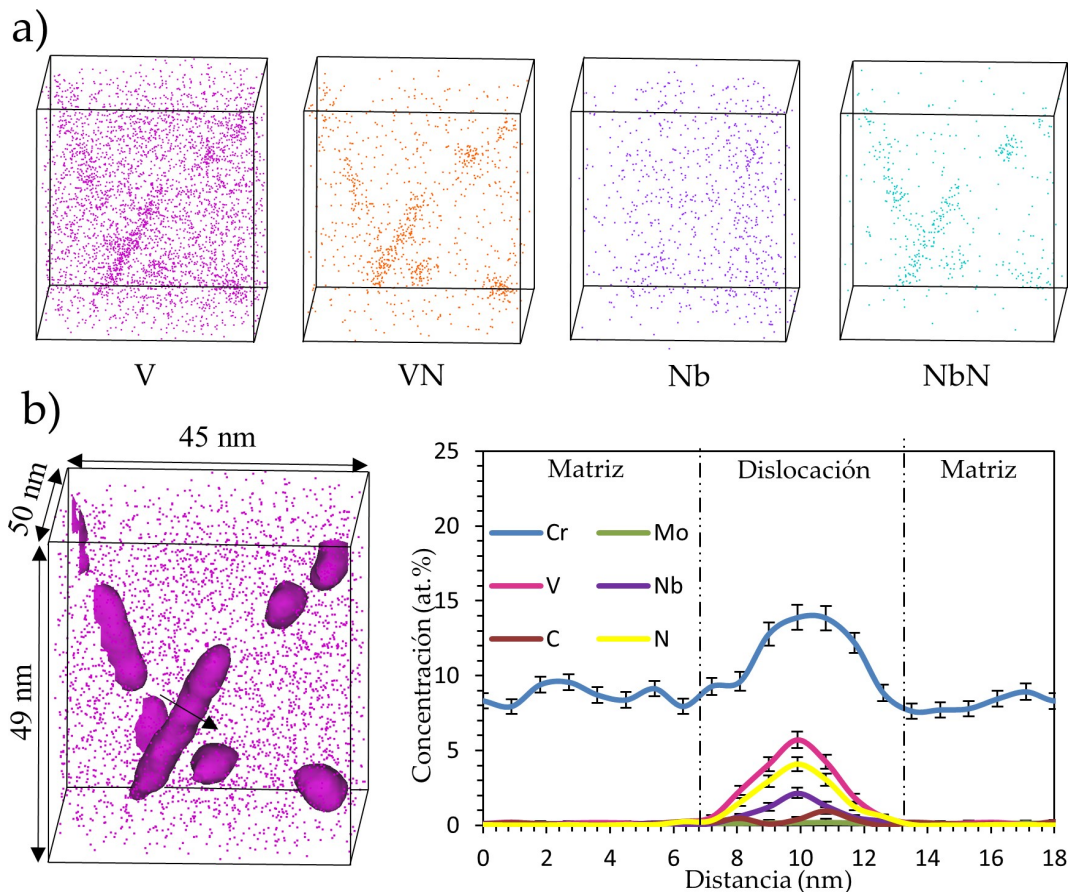 a)
V
VN
Nb
NbN
b)
45 nm
50 nm
49 nm
25
20
15
10
5
0
Concentración (at.%)
Matriz
Dislocación
Matriz
Cr
Mo
V
Nb
C
N
0 2 4 6 8 10 12 14 16 18
Distancia (nm)